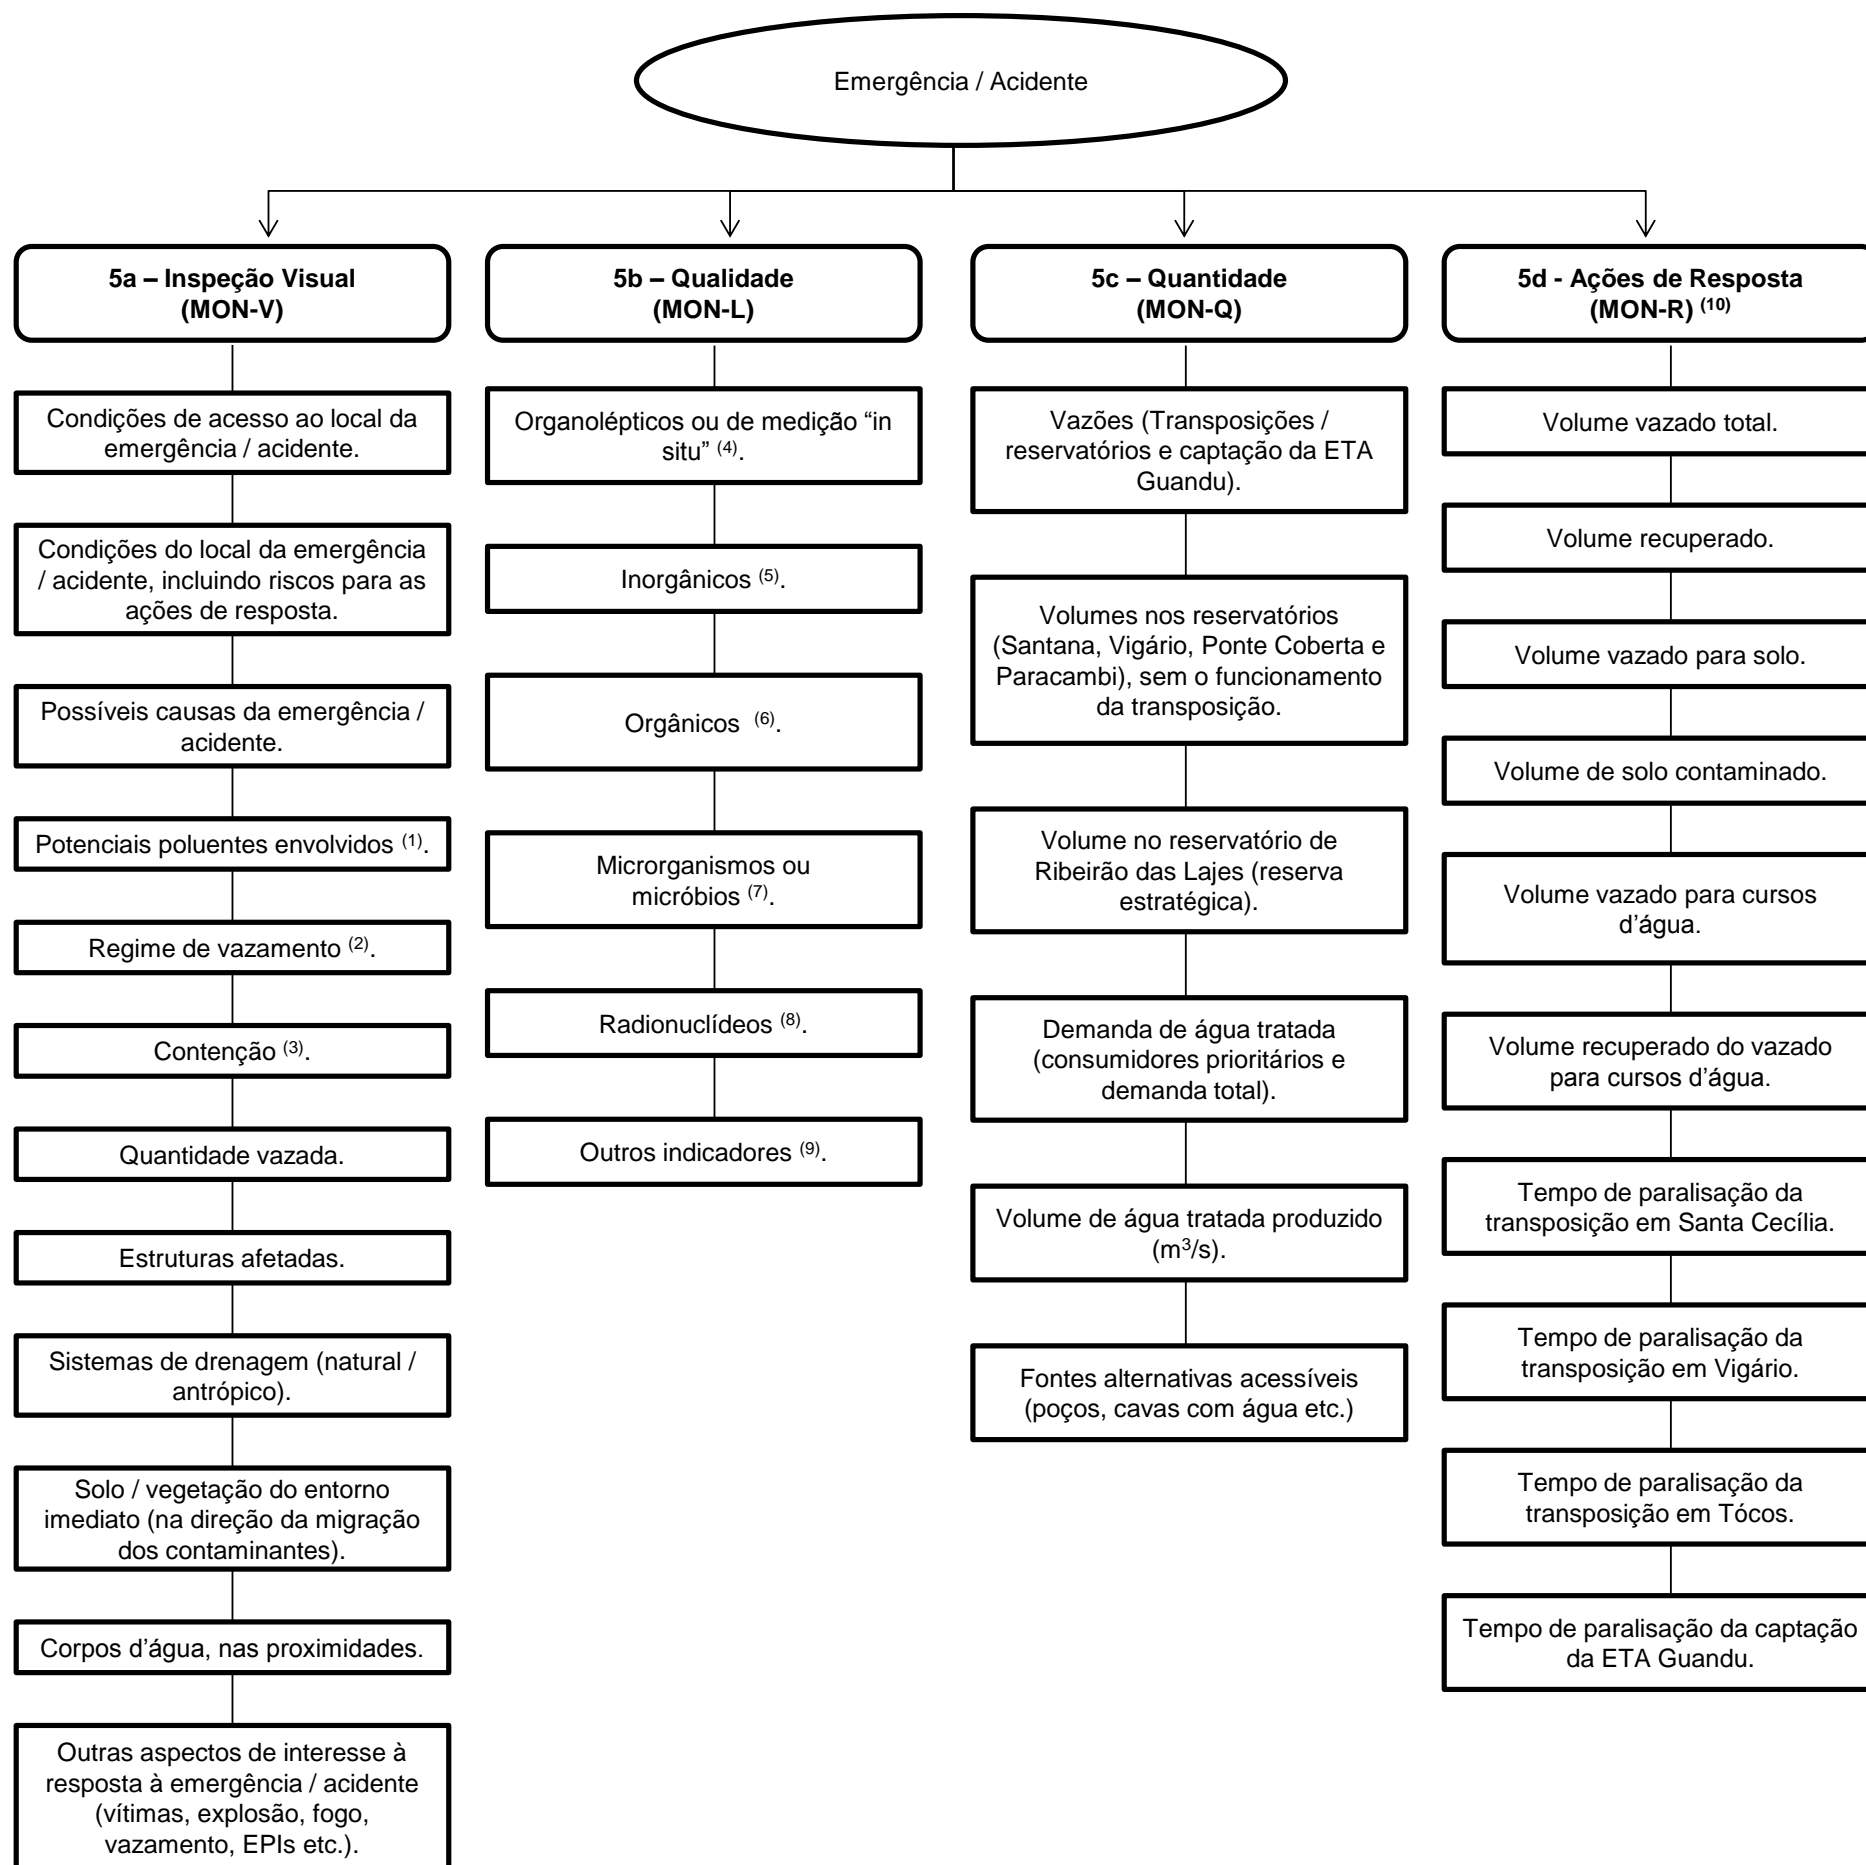 Emergência / Acidente
5a – Inspeção Visual
(MON-V)
Condições de acesso ao local da
emergência / acidente.
Condições do local da emergência
/ acidente, incluindo riscos para as
ações de resposta.
Possíveis causas da emergência /
acidente.
Potenciais poluentes envolvidos (1).
Regime de vazamento (2).
Contenção (3).
Quantidade vazada.
Estruturas afetadas.
Sistemas de drenagem (natural /
antrópico).
Solo / vegetação do entorno
imediato (na direção da migração
dos contaminantes).
Corpos d’água, nas proximidades.
Outras aspectos de interesse à
resposta à emergência / acidente
(vítimas, explosão, fogo,
vazamento, EPIs etc.).
5b – Qualidade
(MON-L)
Organolépticos ou de medição “in
situ” (4).
Inorgânicos (5).
Orgânicos (6).
Microrganismos ou
micróbios (7).
Radionuclídeos (8).
Outros indicadores (9).
5c – Quantidade
(MON-Q)
Vazões (Transposições /
reservatórios e captação da ETA
Guandu).
Volumes nos reservatórios
(Santana, Vigário, Ponte Coberta e
Paracambi), sem o funcionamento
da transposição.
Volume no reservatório de
Ribeirão das Lajes (reserva
estratégica).
Demanda de água tratada
(consumidores prioritários e
demanda total).
Volume de água tratada produzido
(m³/s).
Fontes alternativas acessíveis
(poços, cavas com água etc.)
5d - Ações de Resposta
(MON-R) (10)
Volume vazado total.
Volume recuperado.
Volume vazado para solo.
Volume de solo contaminado.
Volume vazado para cursos
d’água.
Volume recuperado do vazado
para cursos d’água.
Tempo de paralisação da
transposição em Santa Cecília.
Tempo de paralisação da
transposição em Vigário.
Tempo de paralisação da
transposição em Tócos.
Tempo de paralisação da captação
da ETA Guandu.